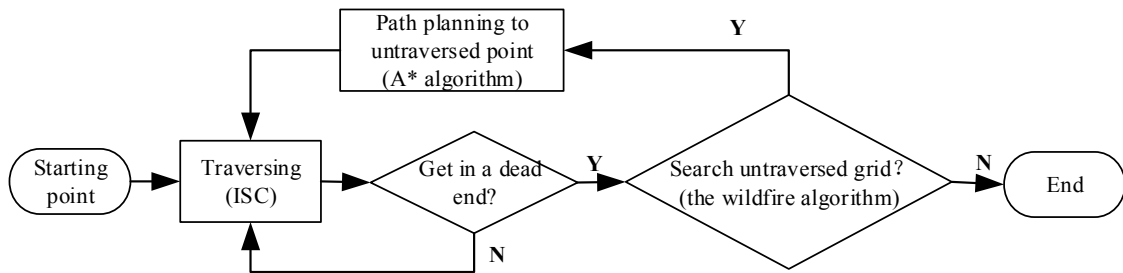 Path planning to
untraversed point
(A* algorithm)
Y
Starting
point
Traversing
(ISC)
Get in a dead
end?
Y
N
Search untraversed grid？
(the wildfire algorithm)
N
End